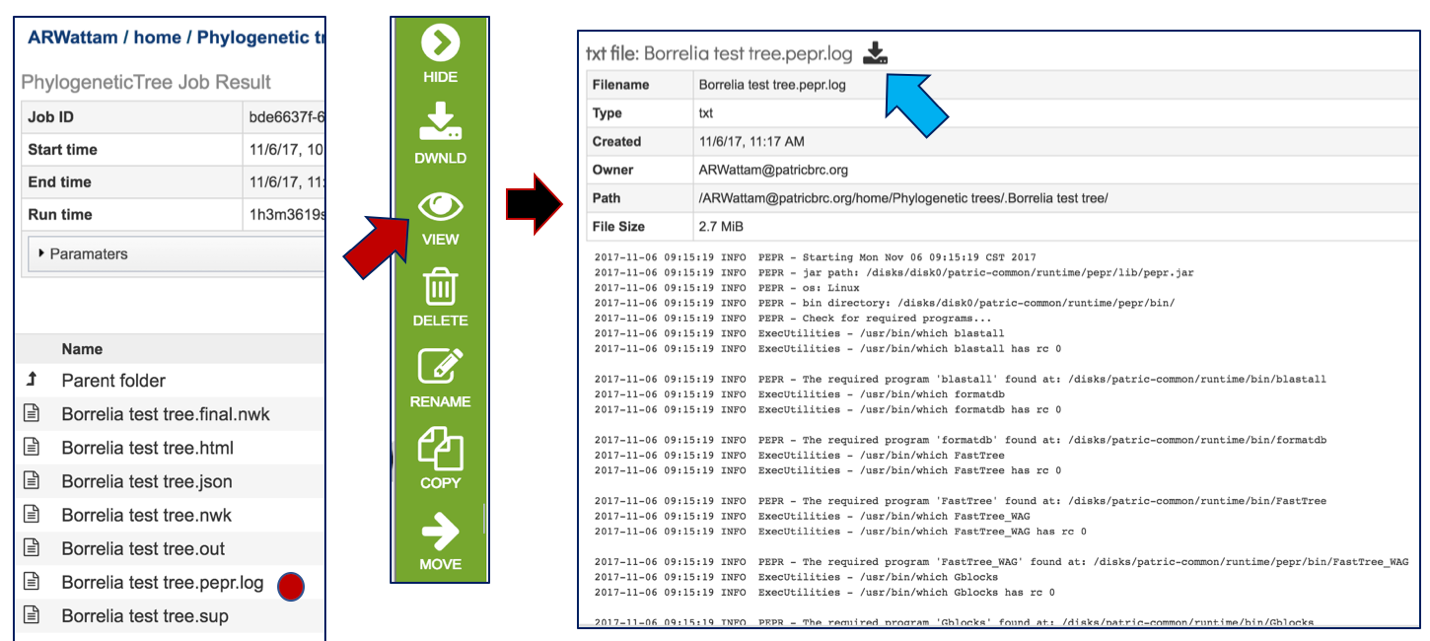 ARWattam / home / Phylogenetic tr
PhylogeneticTree Job Result
Job ID bde6637f-6
Start time 11/6/17, 10
End time 11/6/17, 11:
Run time 1h3m3619s
Paramaters
Name
Parent folder
Borrelia test tree.final.nwk
Borrelia test tree.html
Borrelia test tree.json
Borrelia test tree.nwk
Borrelia test tree.out
Borrelia test tree.pepr.log
Borrelia test tree.sup
HIDE
DWNLD
VIEW
DELETE
RENAME
COPY
MOVE
txt file: Borrelia test tree.pepr.log
Filename Borrelia test tree.pepr.log
Type txt
Created 11/6/17, 11:17 AM
Owner ARWattam@patricbrc.org
Path /ARWattam@patricbrc.org/home/Phylogenetic trees/.Borrelia test tree/
File Size 2.7 MiB
2017-11-06 09:15:19 INFO PEPR - Starting Mon Nov 06 09:15:19 CST 2017
2017-11-06 09:15:19 INFO PEPR - jar path: /disks/disk0/patric-common/runtime/pepr/lib/pepr.jar
2017-11-06 09:15:19 INFO PEPR - os: Linux
2017-11-06 09:15:19 INFO PEPR - bin directory: /disks/disk0/patric-common/runtime/pepr/bin/
2017-11-06 09:15:19 INFO PEPR - Check for required programs...
2017-11-06 09:15:19 INFO ExecUtilities - /usr/bin/which blastall
2017-11-06 09:15:19 INFO ExecUtilities - /usr/bin/which blastall has rc 0
2017-11-06 09:15:19 INFO PEPR - The required program 'blastall' found at: /disks/patric-common/runtime/bin/blastall
2017-11-06 09:15:19 INFO ExecUtilities - /usr/bin/which formatdb
2017-11-06 09:15:19 INFO ExecUtilities - /usr/bin/which formatdb has rc 0
2017-11-06 09:15:19 INFO PEPR - The required program 'formatdb' found at: /disks/patric-common/runtime/bin/formatdb
2017-11-06 09:15:19 INFO ExecUtilities - /usr/bin/which FastTree
2017-11-06 09:15:19 INFO ExecUtilities - /usr/bin/which FastTree has rc 0
2017-11-06 09:15:19 INFO PEPR - The required program 'FastTree' found at: /disks/patric-common/runtime/bin/FastTree
2017-11-06 09:15:19 INFO ExecUtilities - /usr/bin/which FastTree_WAG
2017-11-06 09:15:19 INFO ExecUtilities - /usr/bin/which FastTree_WAG has rc 0
2017-11-06 09:15:19 INFO PEPR - The required program 'FastTree_WAG' found at: /disks/patric-common/runtime/pepr/bin/FastTree_WAG
2017-11-06 09:15:19 INFO ExecUtilities - /usr/bin/which Gblocks
2017-11-06 09:15:19 INFO ExecUtilities - /usr/bin/which Gblocks has rc 0
2017-11-06 09:15:19 INFO PEPR - The required program 'Gblocks' found at: /disks/patric-common/runtime/bin/Gblocks